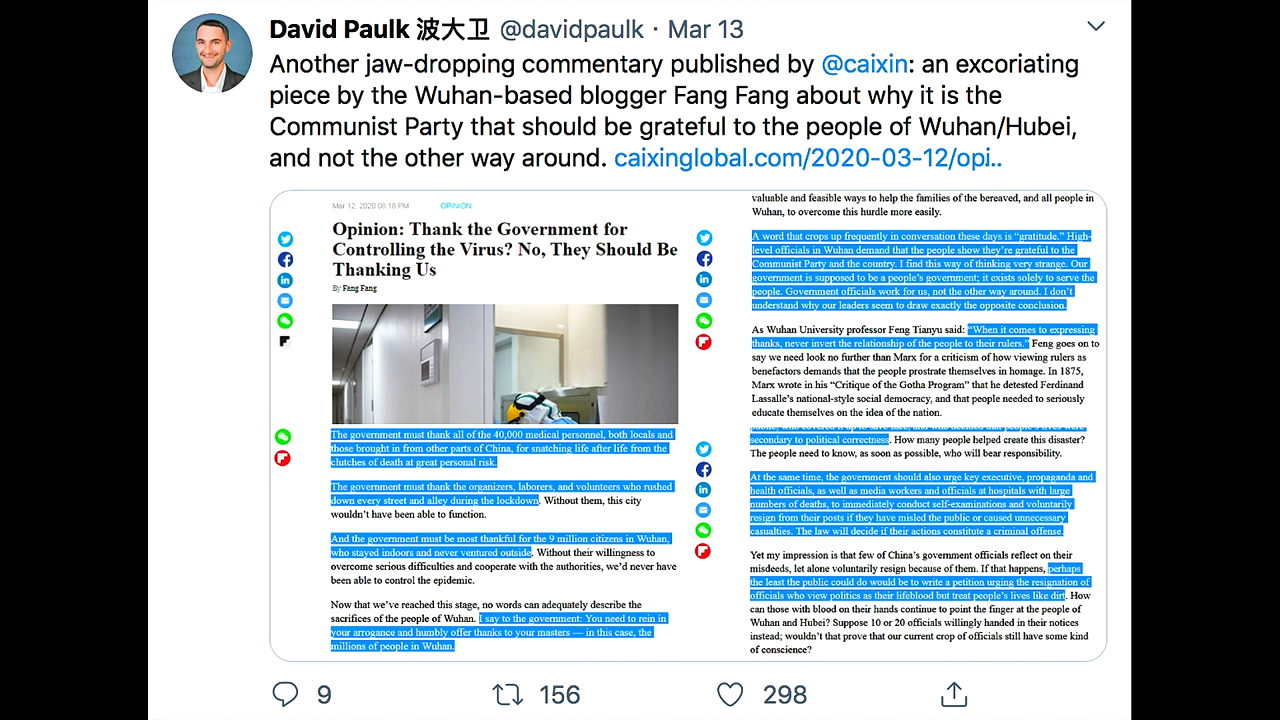 David Paulk 波大卫 @davidpaulk · Mar 13
Another jaw-dropping commentary published by @caixin: an excoriating
piece by the Wuhan-based blogger Fang Fang about why it is the
Communist Party that should be grateful to the people of Wuhan/Hubei,
and not the other way around. caixinglobal.com/2020-03-12/opi..
Mar 12, 2020 06:18 PM OPINION
Opinion: Thank the Government for
Controlling the Virus? No, They Should Be
Thanking Us
By Fang Fang
The government must thank all of the 40,000 medical personnel, both locals and
those brought in from other parts of China, for snatching life after life from the
clutches of death at great personal risk.
The government must thank the organizers, laborers, and volunteers who rushed
down every street and alley during the lockdown. Without them, this city
wouldn't have been able to function.
And the government must be most thankful for the 9 million citizens in Wuhan,
who stayed indoors and never ventured outside. Without their willingness to
overcome serious difficulties and cooperate with the authorities, we'd never have
been able to control the epidemic.
Now that we've reached this stage, no words can adequately describe the
sacrifices of the people of Wuhan. I say to the government: You need to rein in
your arrogance and humbly offer thanks to your masters — in this case, the
millions of people in Wuhan.
valuable and feasible ways to help the families of the bereaved, and all people in
Wuhan, to overcome this hurdle more easily.
A word that crops up frequently in conversation these days is “gratitude.” High-
level officials in Wuhan demand that the people show they're grateful to the
Communist Party and the country. I find this way of thinking very strange. Our
government is supposed to be a people's government; it exists solely to serve the
people. Government officials work for us, not the other way around. I don't
understand why our leaders seem to draw exactly the opposite conclusion.
As Wuhan University professor Feng Tianyu said: “When it comes to expressing
thanks, never invert the relationship of the people to their rulers.” Feng goes on to
say we need look no further than Marx for a criticism of how viewing rulers as
benefactors demands that the people prostrate themselves in homage. In 1875,
Marx wrote in his “Critique of the Gotha Program” that he detested Ferdinand
Lassalle's national-style social democracy, and that people needed to seriously
educate themselves on the idea of the nation.
secondary to political correctness. How many people helped create this disaster?
The people need to know, as soon as possible, who will bear responsibility.
At the same time, the government should also urge key executive, propaganda and
health officials, as well as media workers and officials at hospitals with large
numbers of deaths, to immediately conduct self-examinations and voluntarily
resign from their posts if they have misled the public or caused unnecessary
casualties. The law will decide if their actions constitute a criminal offense.
Yet my impression is that few of China's government officials reflect on their
misdeeds, let alone voluntarily resign because of them. If that happens, perhaps
the least the public could do would be to write a petition urging the resignation of
officials who view politics as their lifeblood but treat people's lives like dirt. How
can those with blood on their hands continue to point the finger at the people of
Wuhan and Hubei? Suppose 10 or 20 officials willingly handed in their notices
instead; wouldn't that prove that our current crop of officials still have some kind
of conscience?
9 156 298